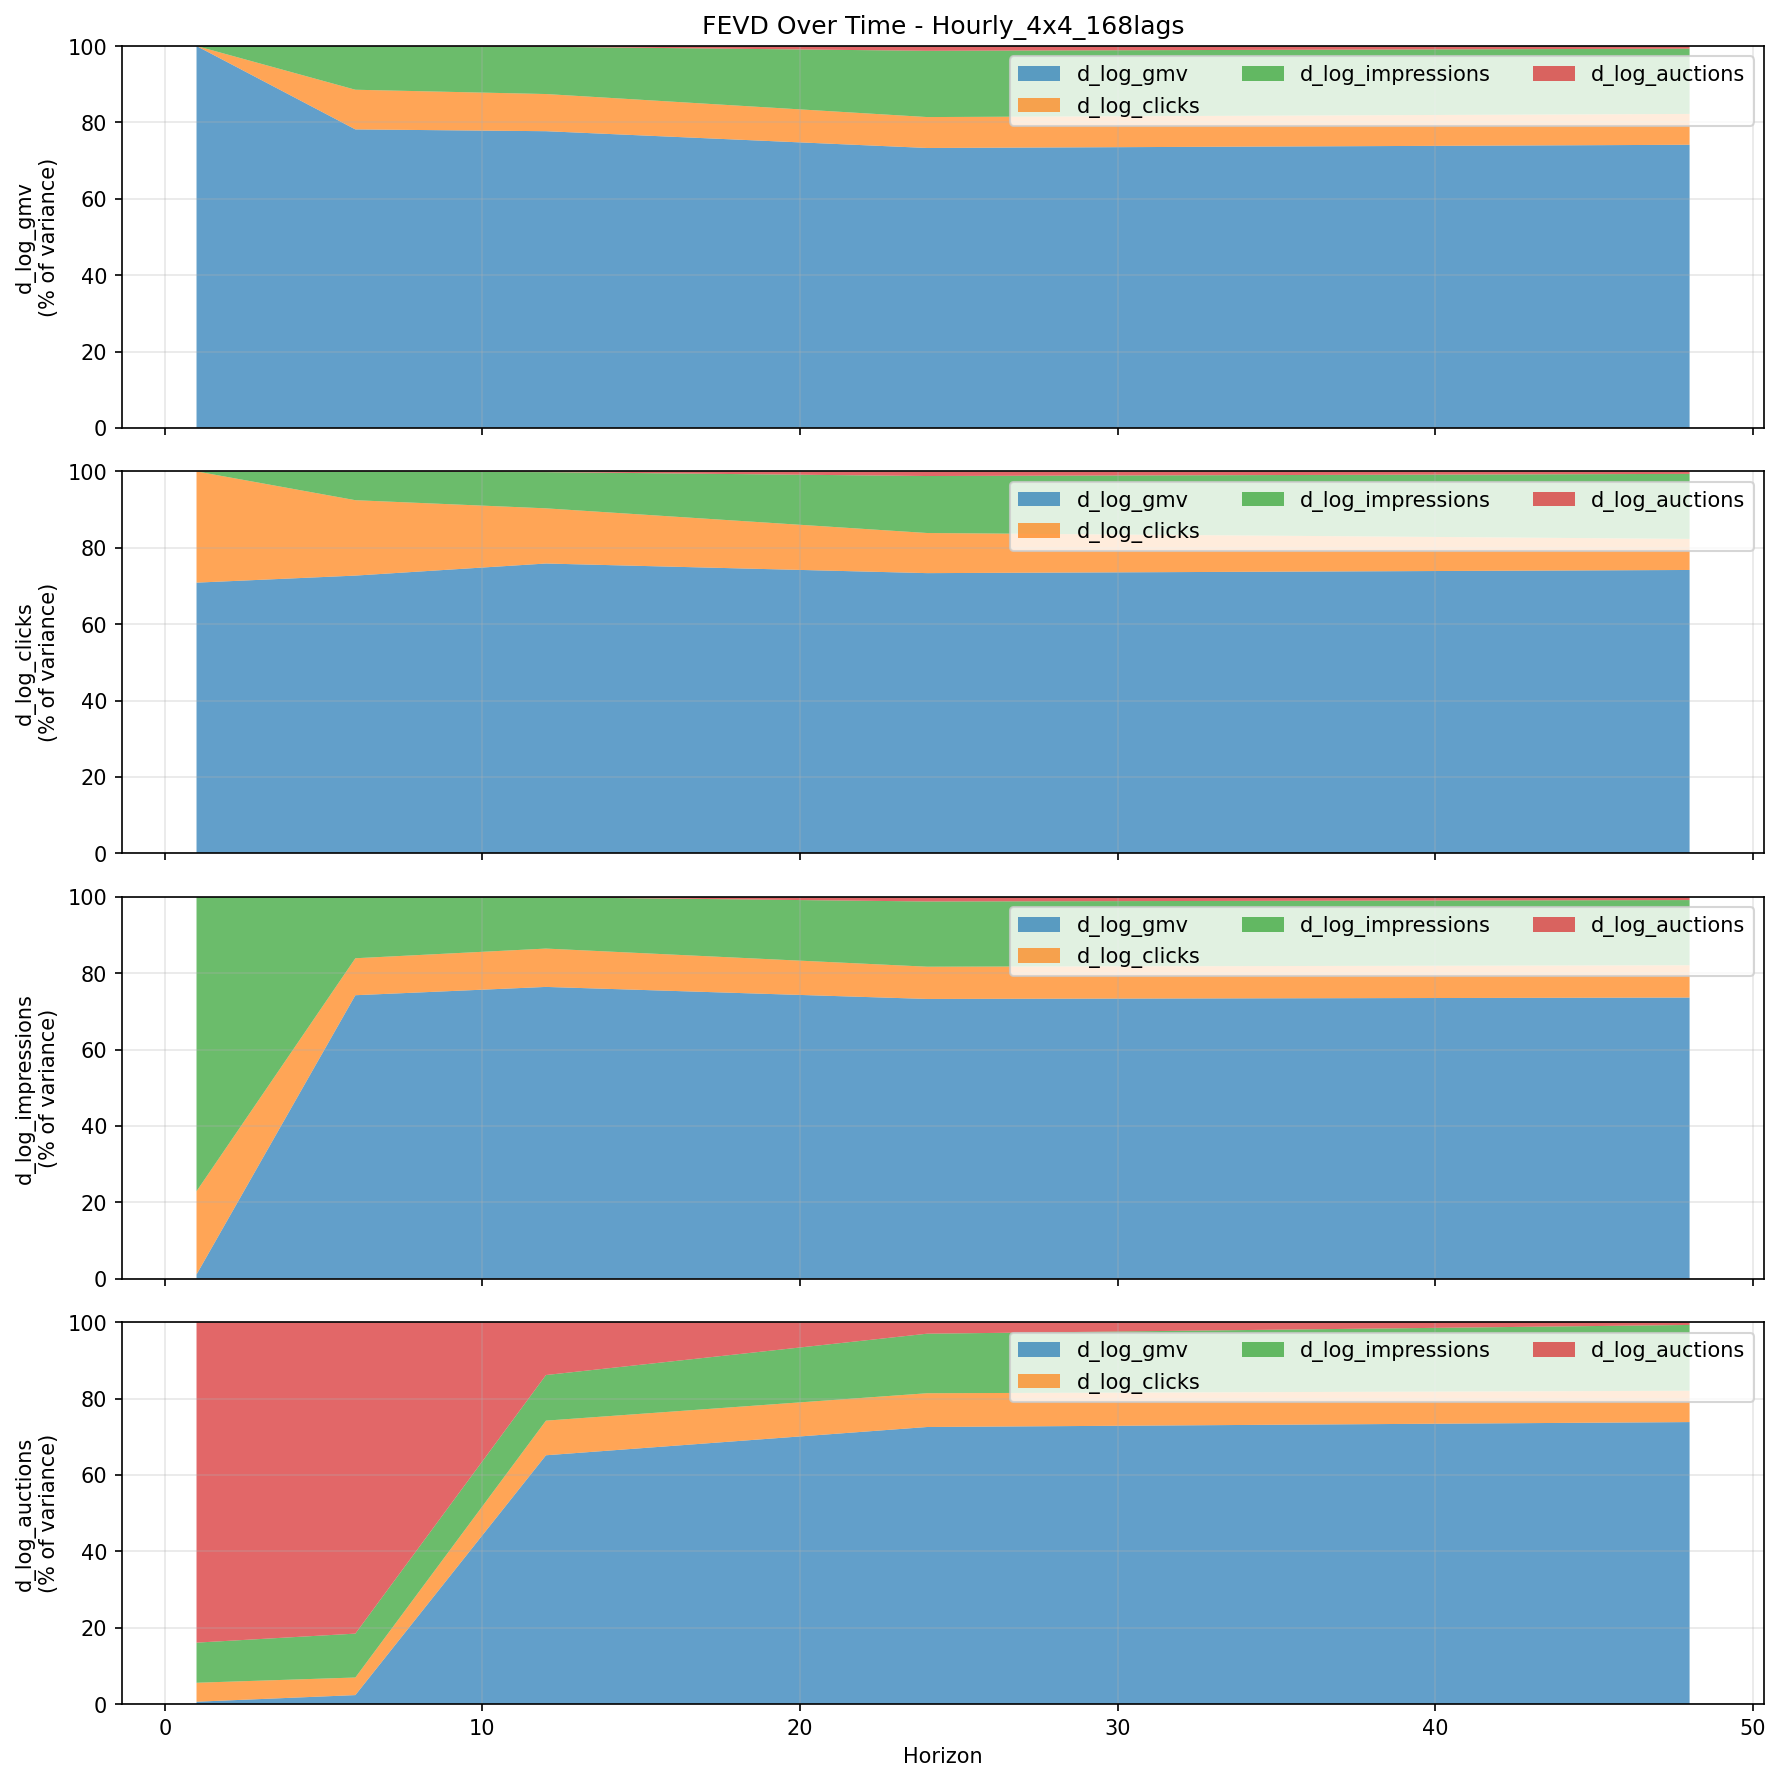 FEVD Over Time - Hourly_4x4_168lags
d_log_gmv
(% of variance)
100
80
60
40
20
0
d_log_gmv d_log_impressions d_log_auctions
d_log_clicks
d_log_clicks
(% of variance)
100
80
60
40
20
0
d_log_gmv d_log_impressions d_log_auctions
d_log_clicks
d_log_impressions
(% of variance)
100
80
60
40
20
0
d_log_gmv d_log_impressions d_log_auctions
d_log_clicks
d_log_auctions
(% of variance)
100
80
60
40
20
0
d_log_gmv d_log_impressions d_log_auctions
d_log_clicks
0 10 20 30 40 50
Horizon